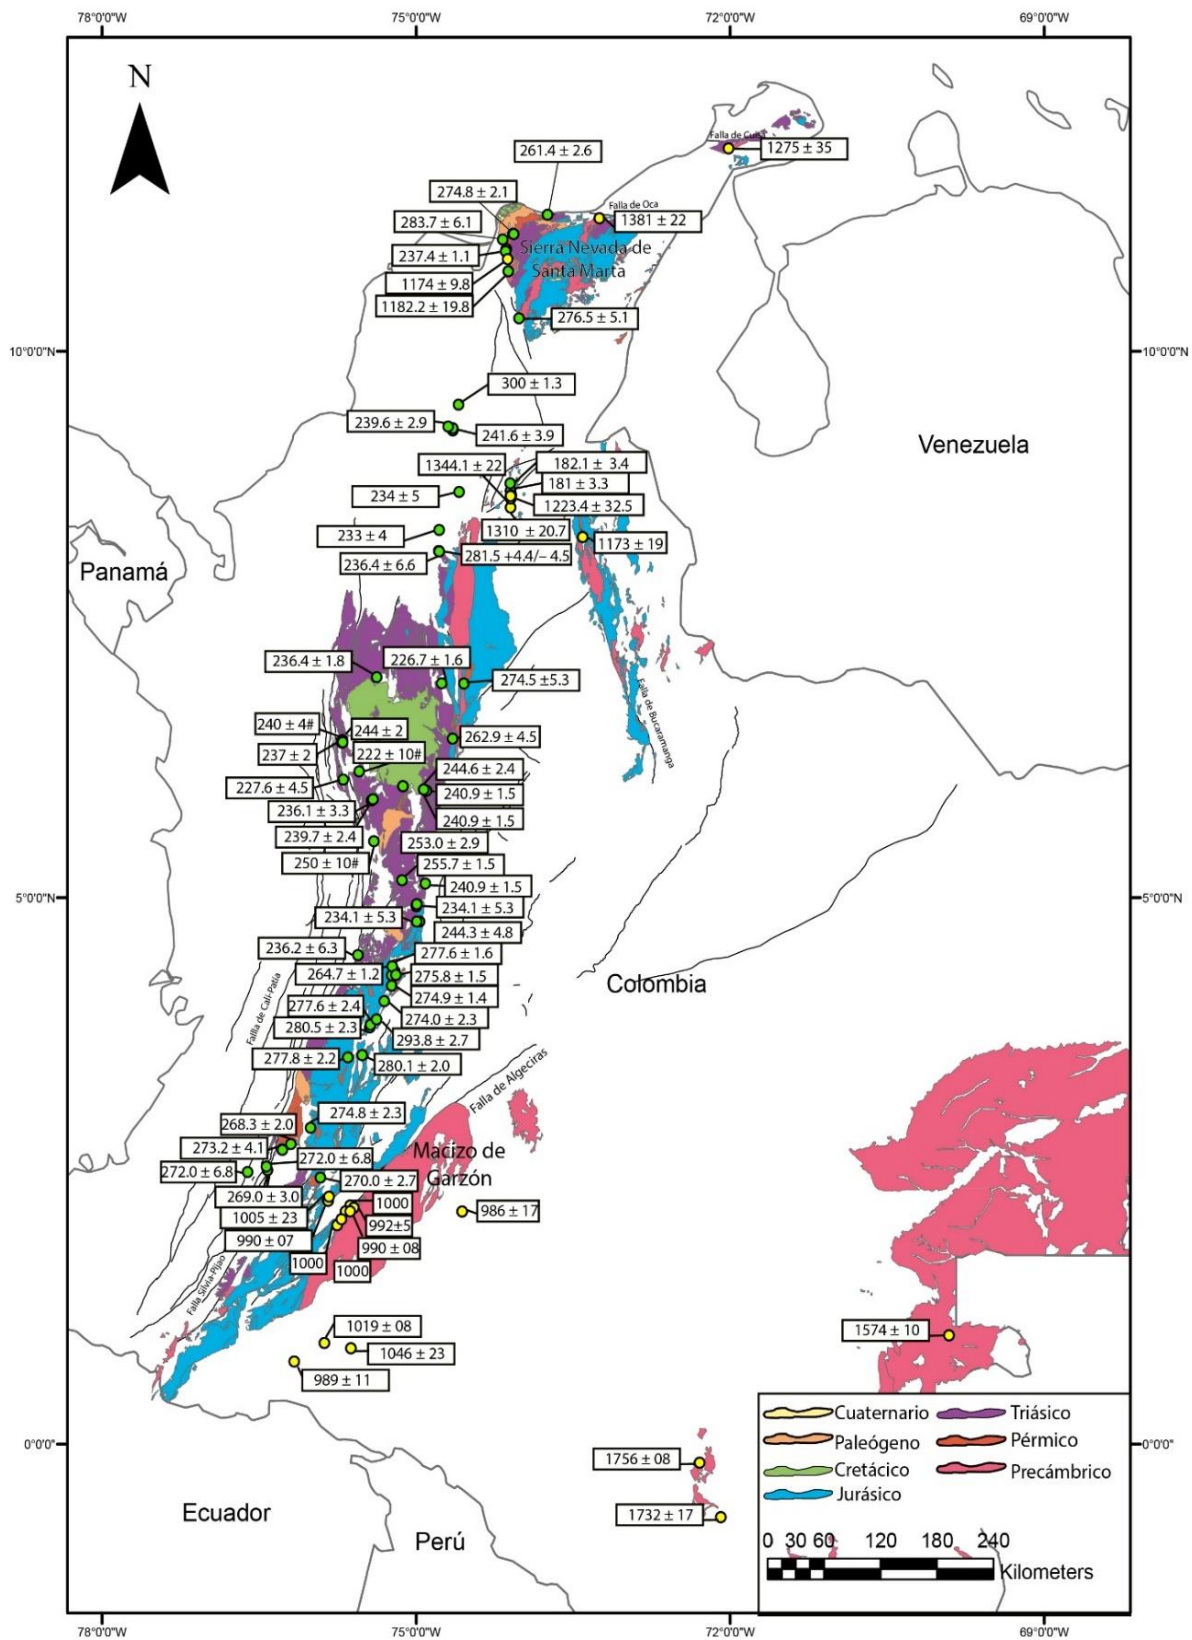 78°0'0"W 75°0'0"W 72°0'0"W 69°0'0"W
N
Falla de Cuisa
1275 ± 35
261.4 ± 2.6
274.8 ± 2.1
Falla de Oca
283.7 ± 6.1
1381 ± 22
237.4 ± 1.1
Sierra Nevada de
Santa Marta
1174 ± 9.8
1182.2 ± 19.8
276.5 ± 5.1
10°0'0"N 10°0'0"N
300 ± 1.3
239.6 ± 2.9
241.6 ± 3.9
Venezuela
1344.1 ± 22
182.1 ± 3.4
181 ± 3.3
234 ± 5
1223.4 ± 32.5
1310 ± 20.7
233 ± 4
1173 ± 19
281.5 +4.4/− 4.5
236.4 ± 6.6
Panamá
236.4 ± 1.8
226.7 ± 1.6
274.5 ±5.3
Falla de Bucaramanga
240 ± 4#
244 ± 2
262.9 ± 4.5
237 ± 2
222 ± 10#
244.6 ± 2.4
227.6 ± 4.5
240.9 ± 1.5
236.1 ± 3.3
240.9 ± 1.5
239.7 ± 2.4
253.0 ± 2.9
250 ± 10#
255.7 ± 1.5
240.9 ± 1.5
5°0'0"N 5°0'0"N
234.1 ± 5.3
234.1 ± 5.3
244.3 ± 4.8
236.2 ± 6.3
277.6 ± 1.6
264.7 ± 1.2
275.8 ± 1.5
Colombia
274.9 ± 1.4
Fallla de Cali-Patía
277.6 ± 2.4
274.0 ± 2.3
280.5 ± 2.3
293.8 ± 2.7
277.8 ± 2.2
280.1 ± 2.0
Falla de Algeciras
274.8 ± 2.3
268.3 ± 2.0
273.2 ± 4.1
Macizo de
Garzón
272.0 ± 6.8
272.0 ± 6.8
270.0 ± 2.7
269.0 ± 3.0
1000
986 ± 17
1005 ± 23
992±5
990 ± 07
990 ± 08
1000
1000
Falla Silvia-Pijao
1019 ± 08
1574 ± 10
1046 ± 23
989 ± 11
Cuaternario Triásico
Paleógeno Pérmico
Cretácico Precámbrico
Jurásico
0°0'0" 0°0'0"
1756 ± 08
1732 ± 17
Ecuador
Perú
0 30 60 120 180 240
Kilometers
78°0'0"W 75°0'0"W 72°0'0"W 69°0'0"W